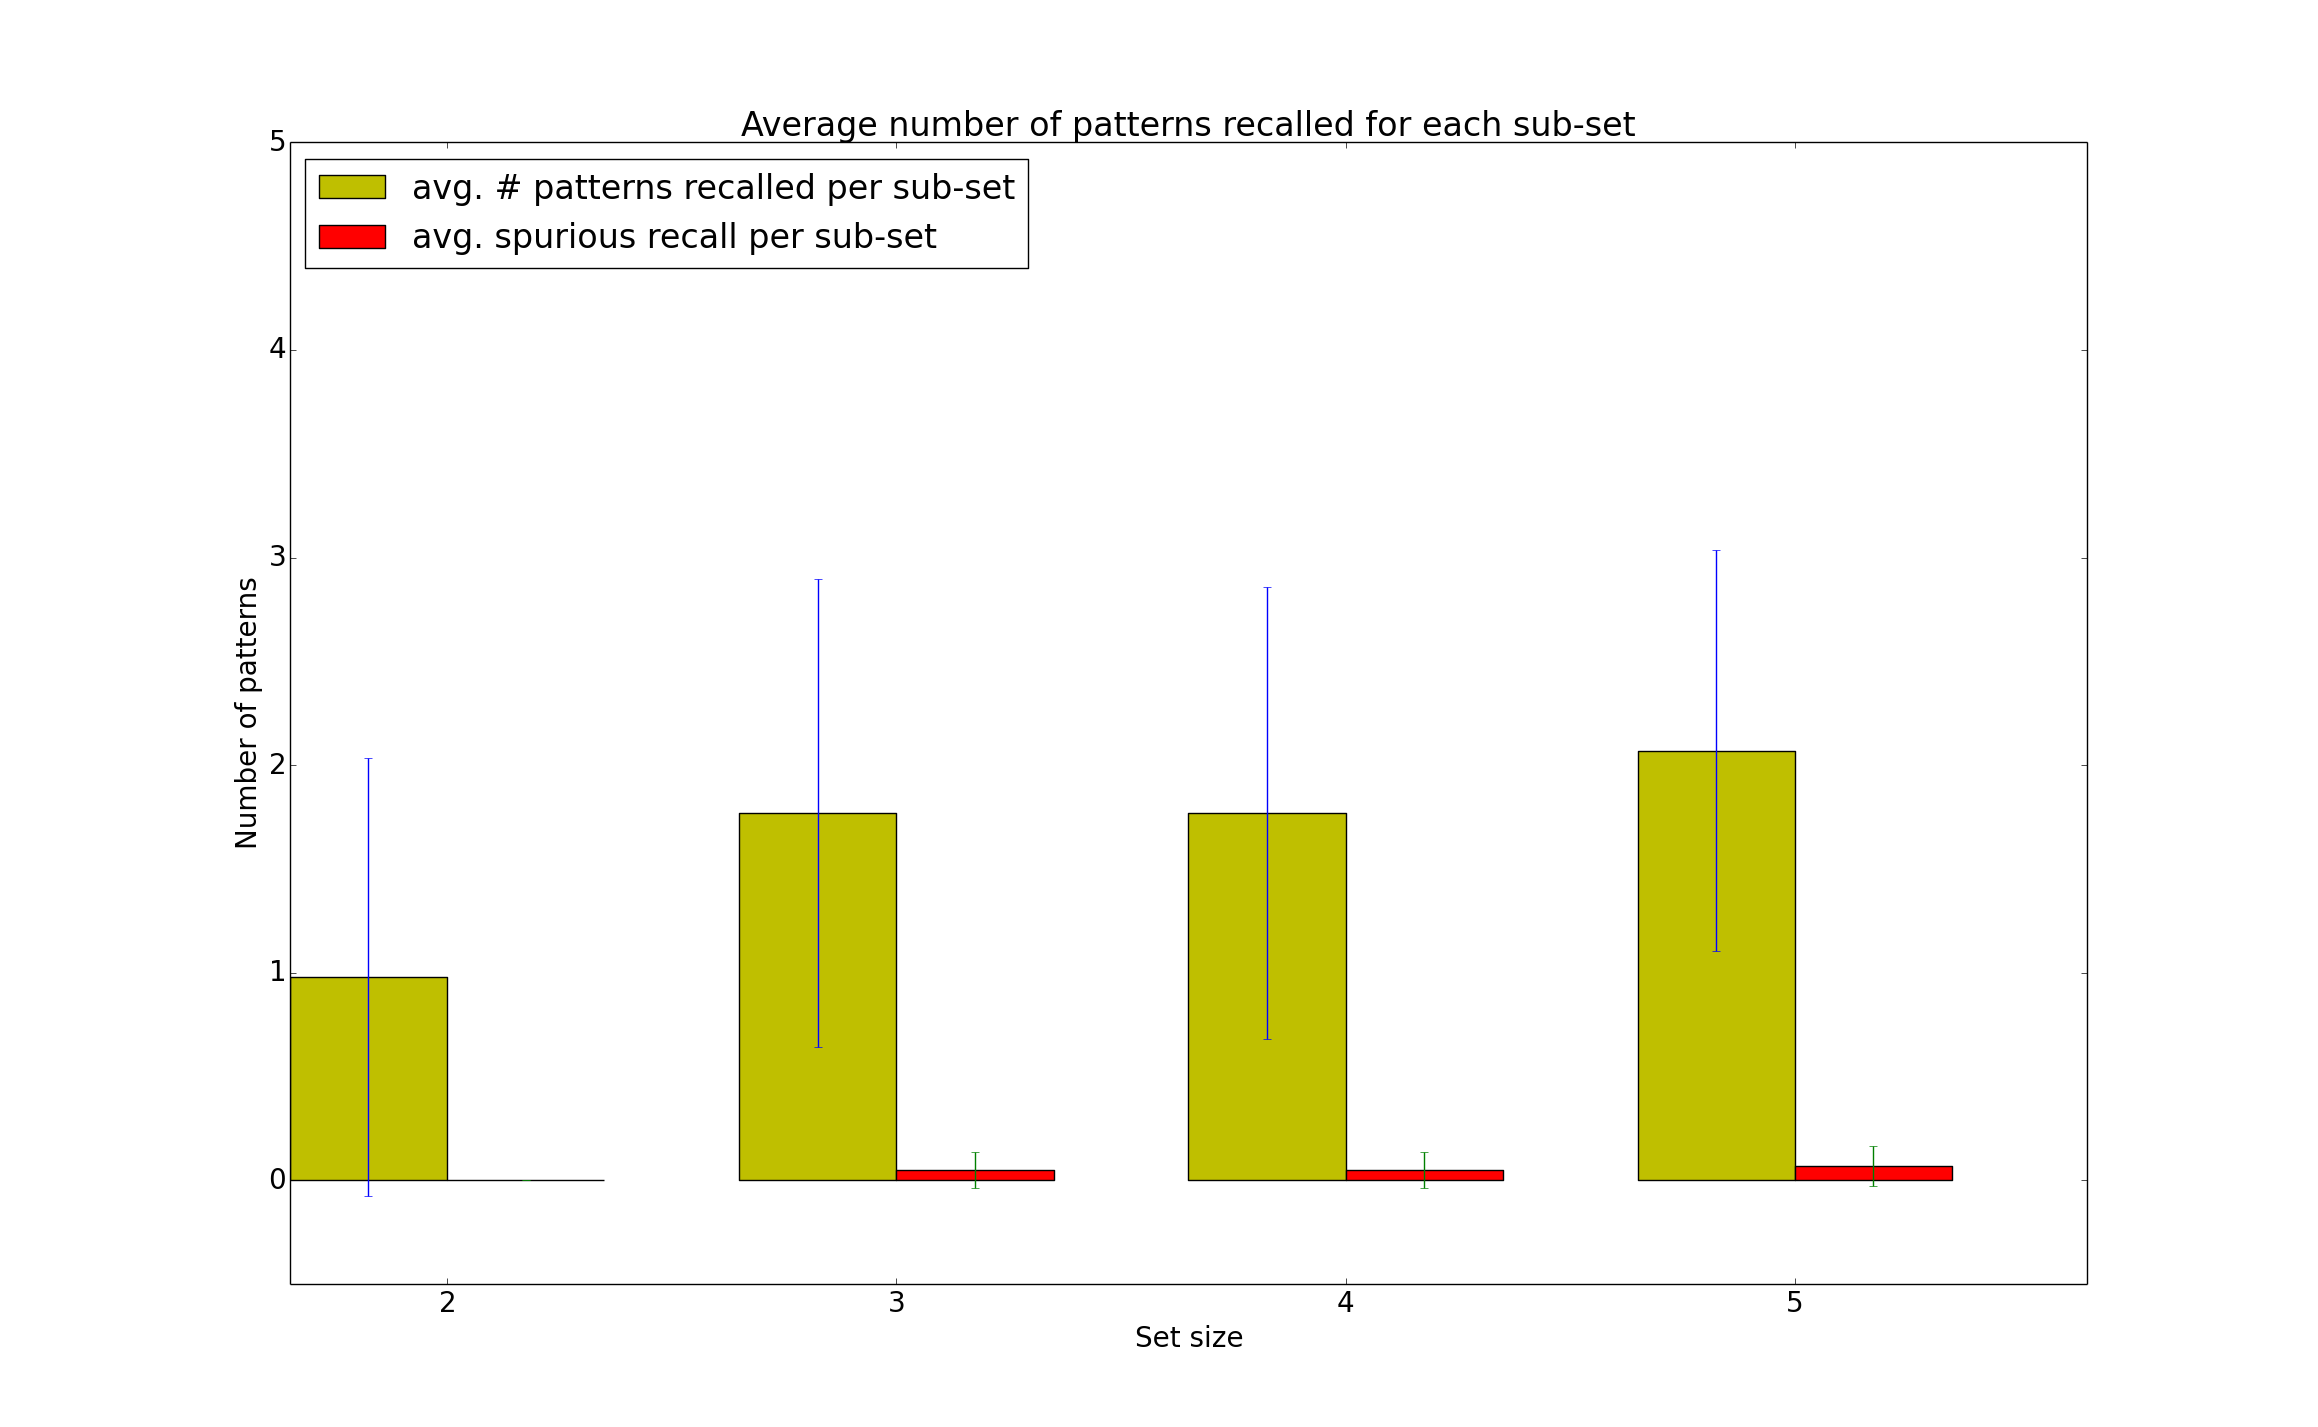 Average number of patterns recalled for each sub-set
5
avg. # patterns recalled per sub-set
avg. spurious recall per sub-set
4
3
2
1
0
Number of patterns
2 3 4 5
Set size